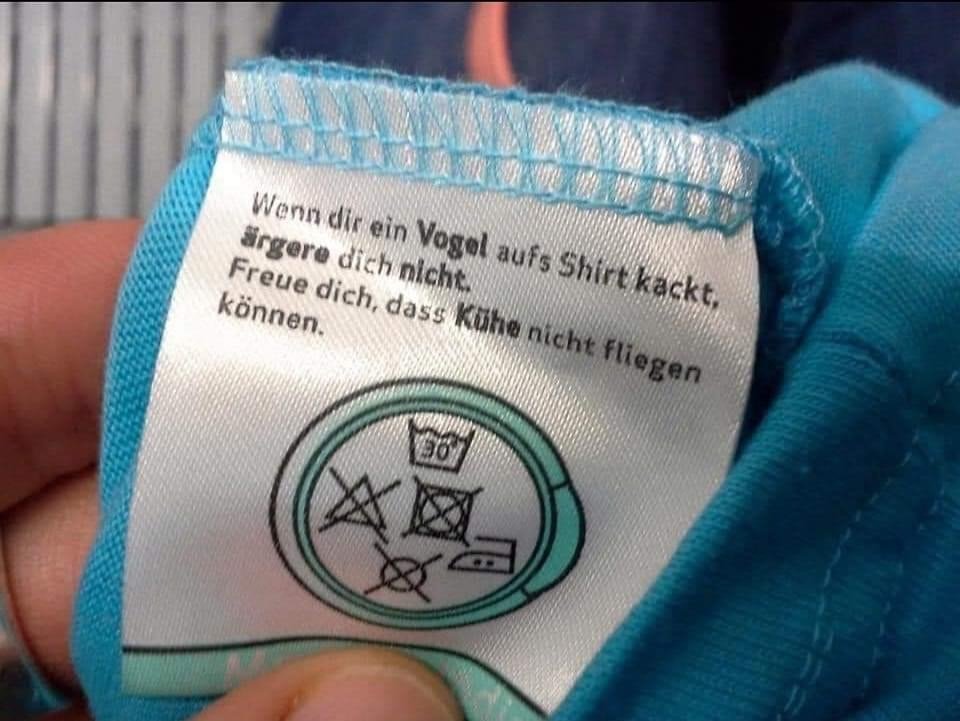 Wenn dir ein Vogel aufs Shirt kackt,
ärgere dich nicht.
Freue dich, dass Kühe nicht fliegen
können.
30°